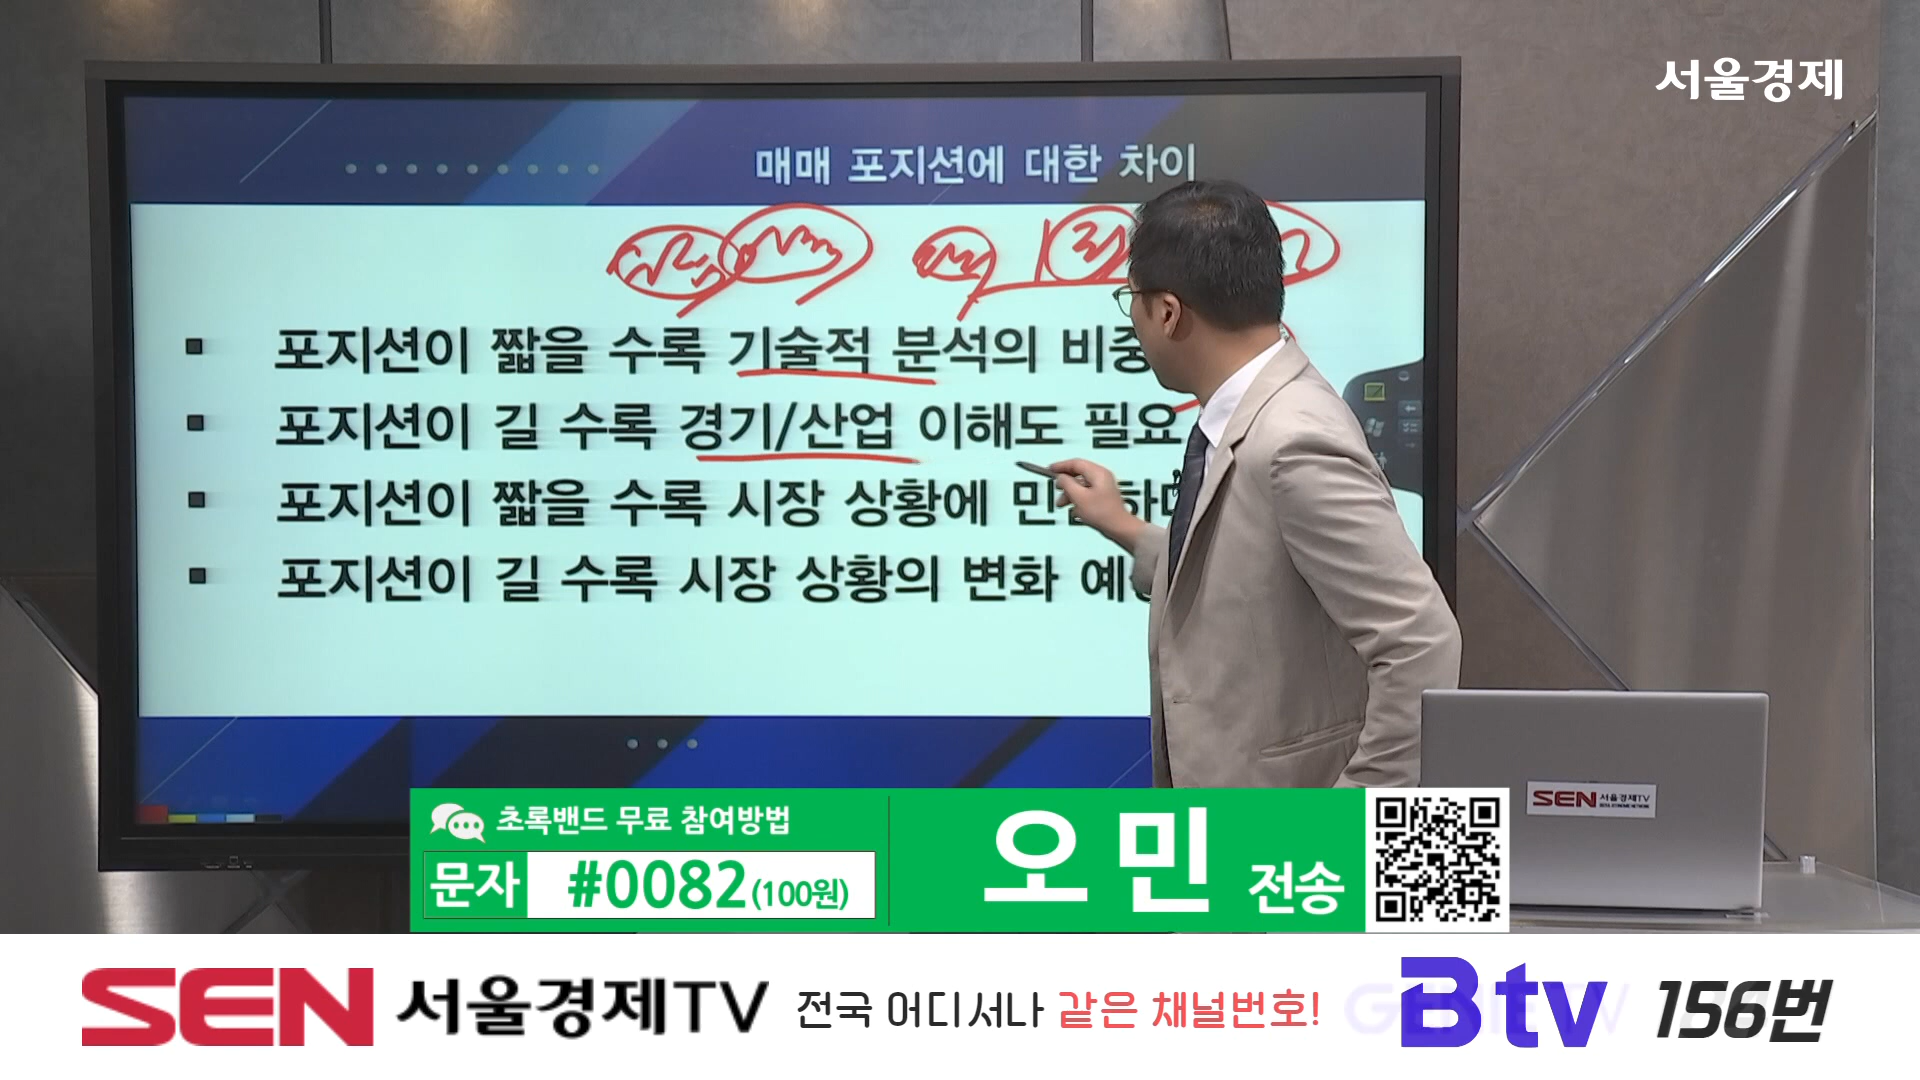 서울경제
매매 포지션에 대한 차이
▪ 포지션이 짧을 수록 기술적 분석의 비중
▪ 포지션이 길 수록 경기/산업 이해도 필요
▪ 포지션이 짧을 수록 시장 상황에
▪ 포지션이 길 수록 시장 상황의 변화
SEN 서울경제TV
초록밴드 무료 참여방법
문자 #0082(100원)
오민 전송
SEN 서울경제TV 전국 어디서나 같은 채널번호! Btv 156번